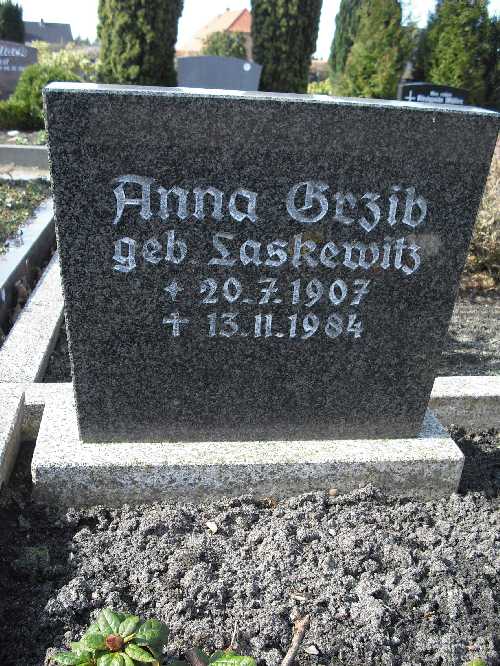 Anna Grzib
geb Laskewitz
* 20.7.1907
† 13.11.1984